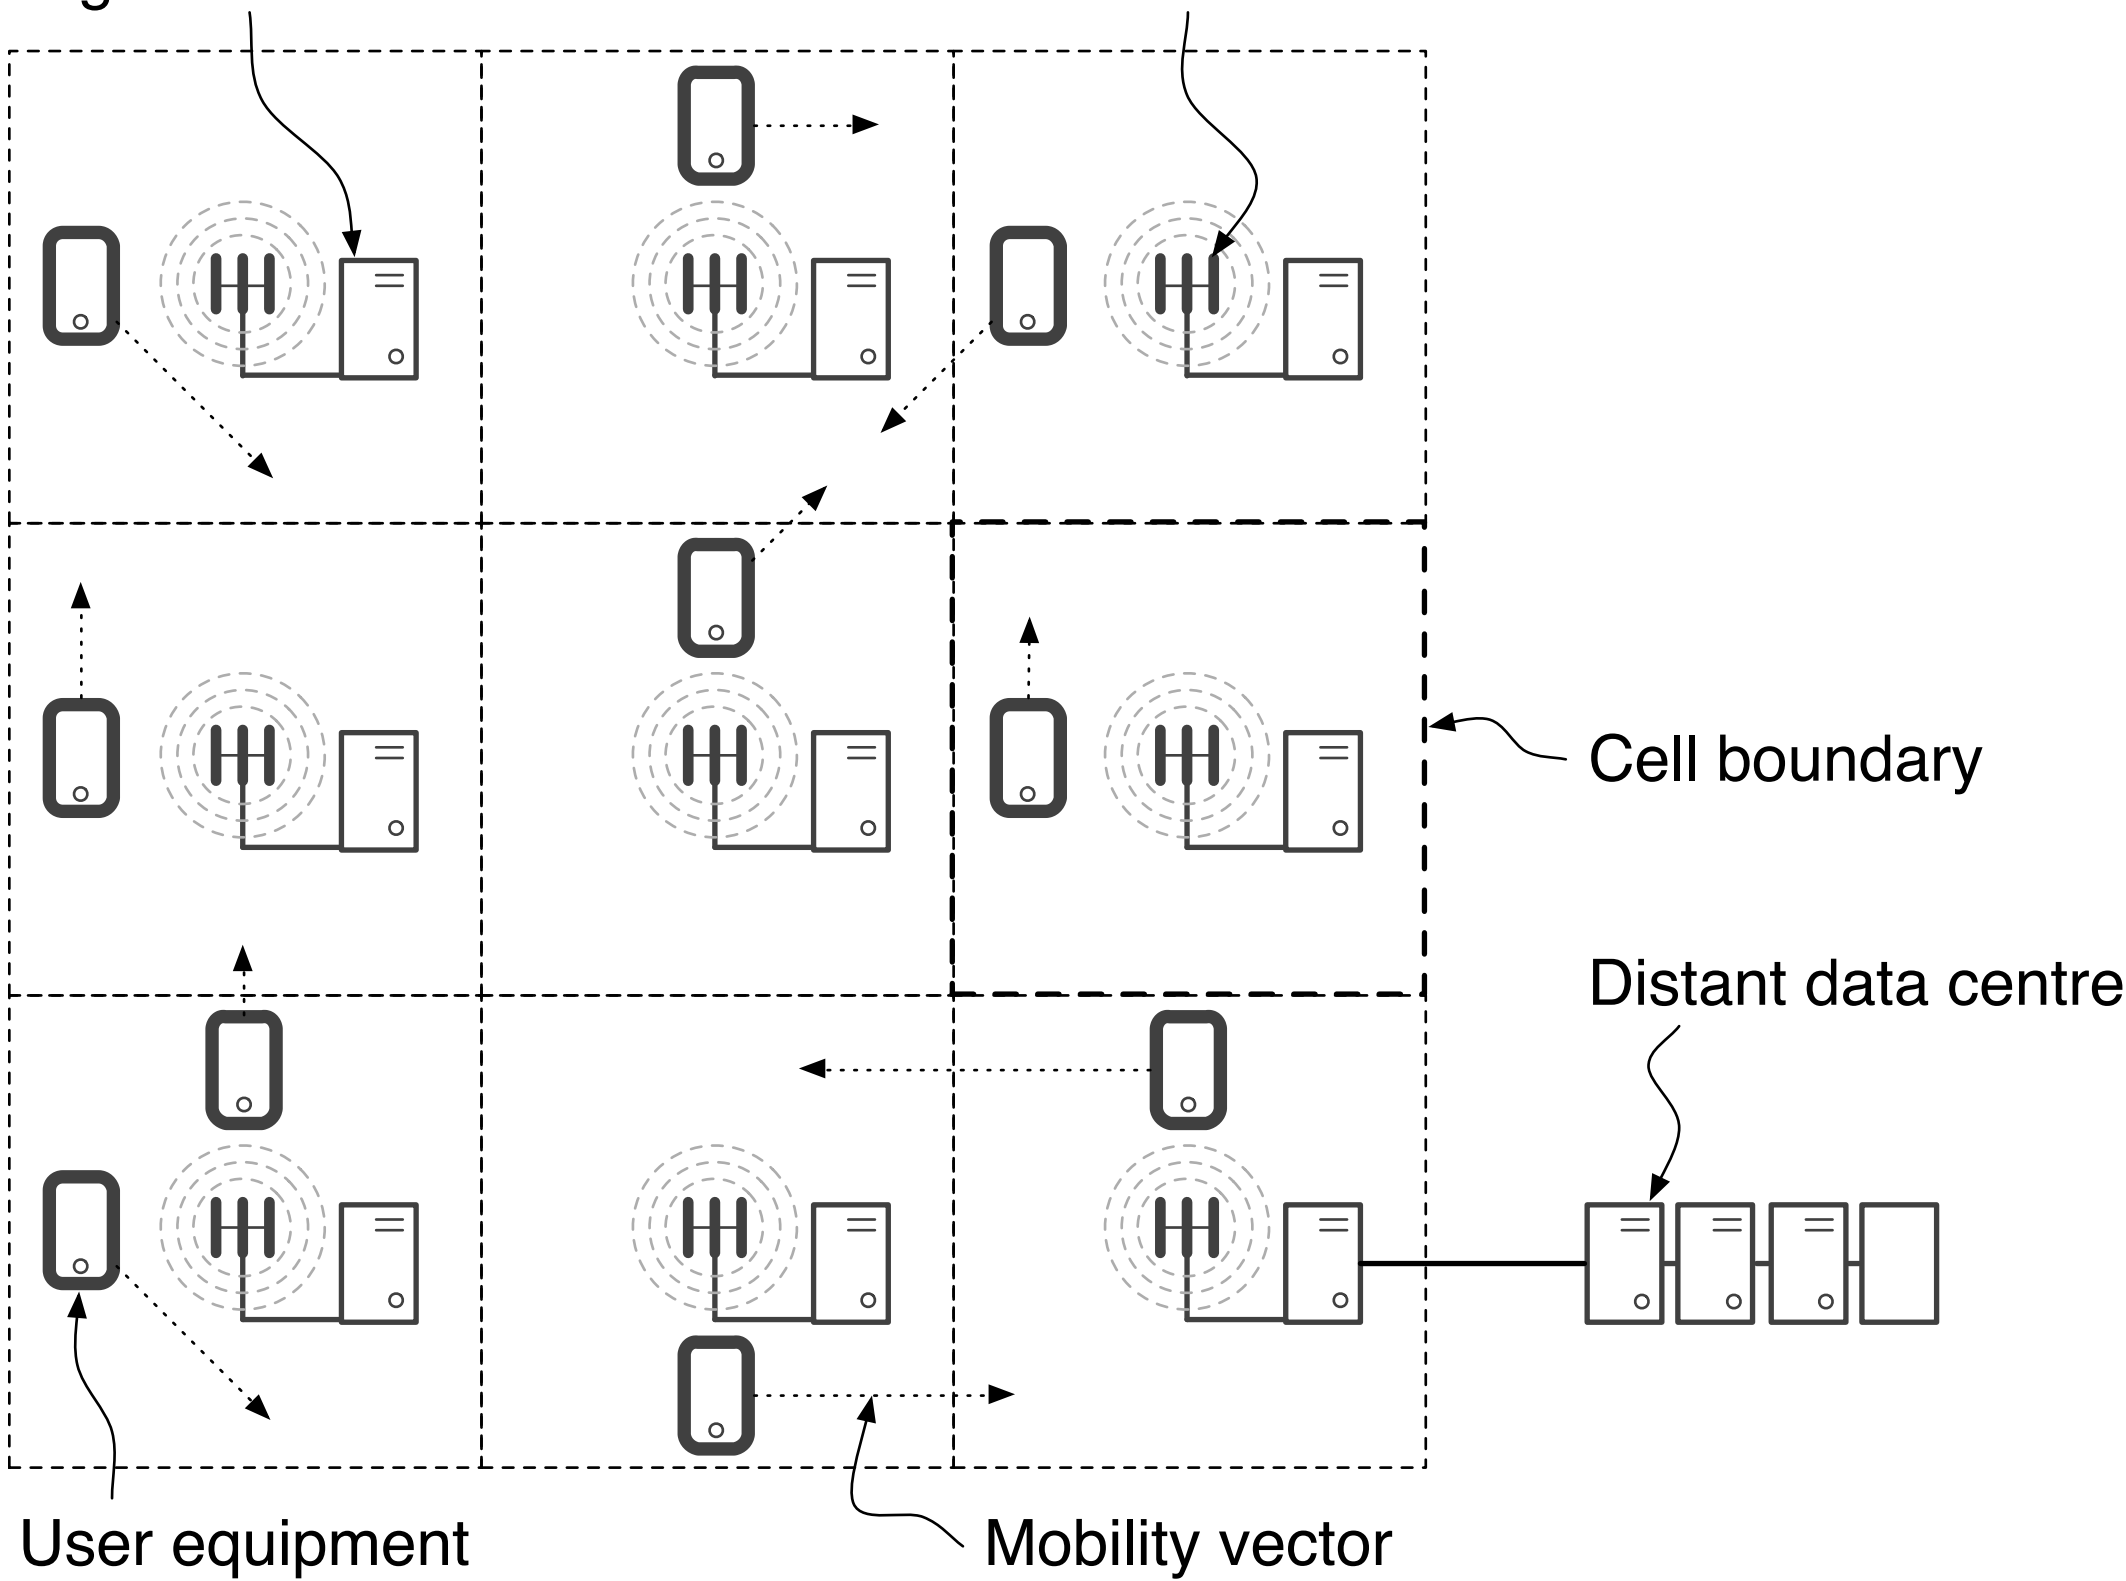 Cell boundary
Distant data centre
User equipment
Mobility vector